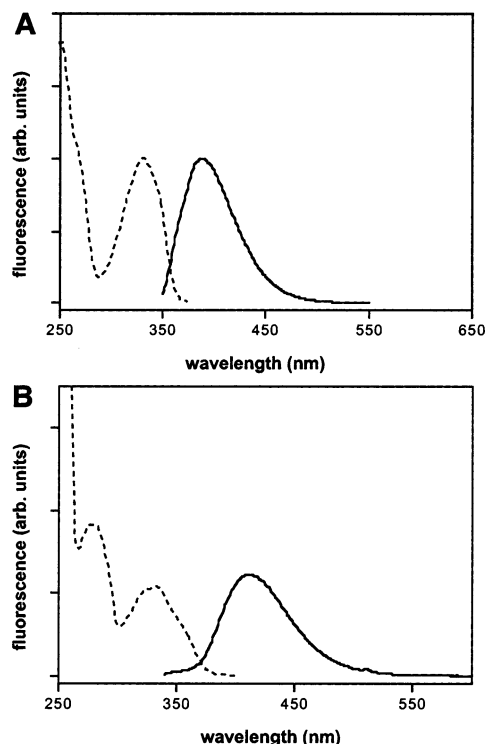 A
fluorescence (arb. units)
250 350 450 550 650
wavelength (nm)
B
fluorescence (arb. units)
250 350 450 550
wavelength (nm)